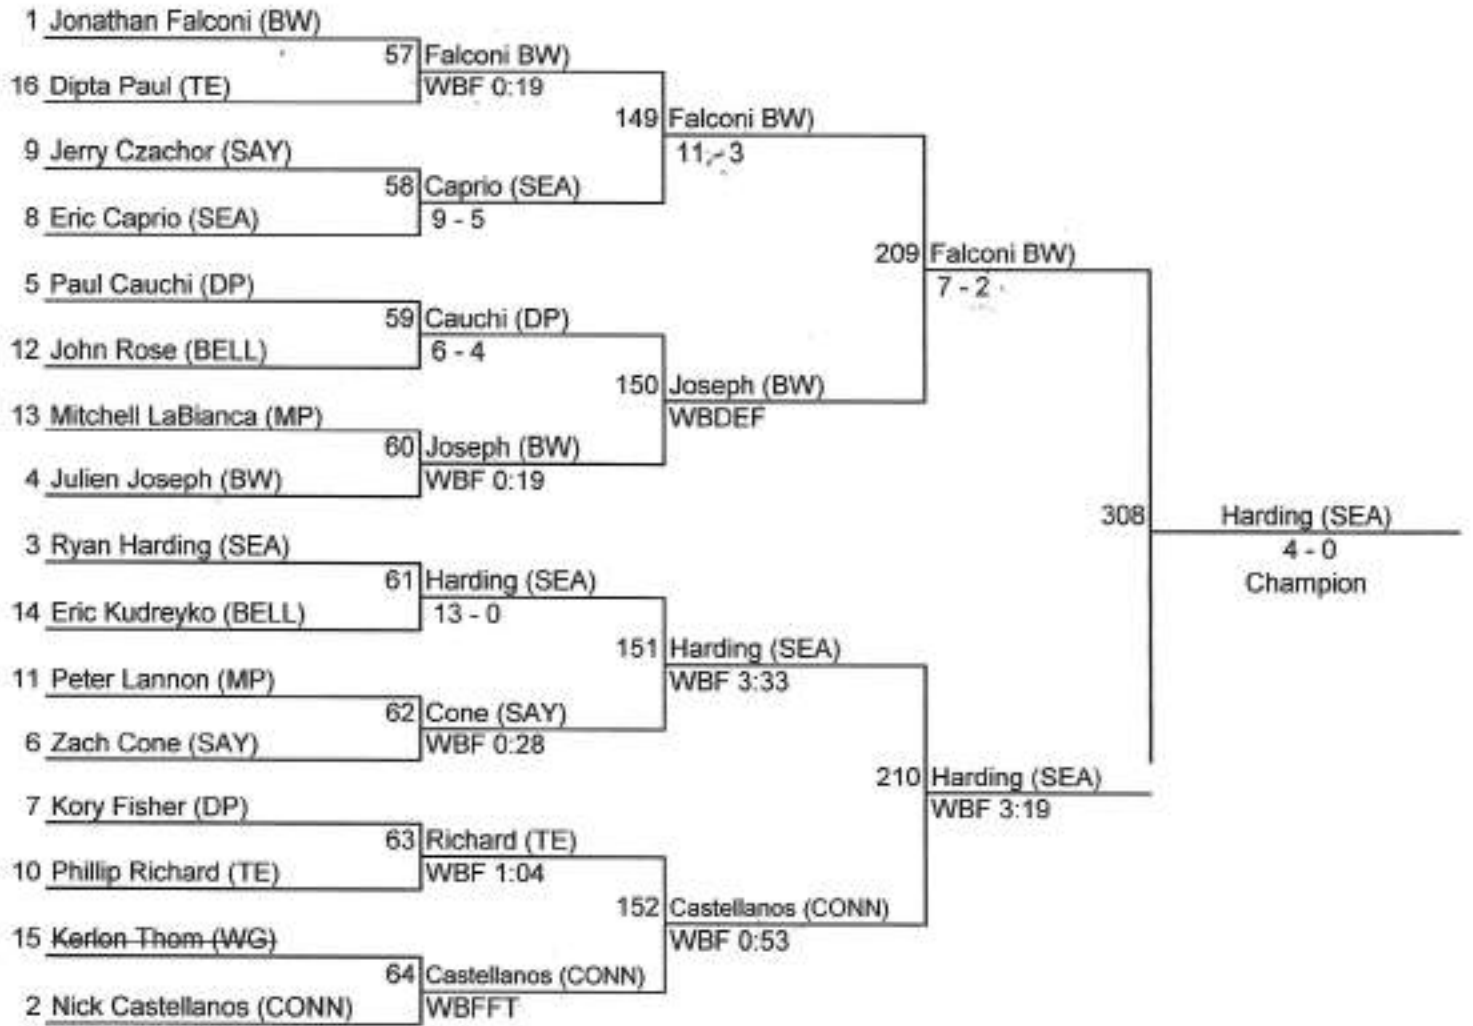 1 Jonathan Falconi (BW)
57 Falconi BW)
16 Dipta Paul (TE)
WBF 0:19
149 Falconi BW)
11 - 3
9 Jerry Czachor (SAY)
58 Caprio (SEA)
8 Eric Caprio (SEA)
9 - 5
209 Falconi BW)
7 - 2
5 Paul Cauchi (DP)
59 Cauchi (DP)
12 John Rose (BELL)
6 - 4
150 Joseph (BW)
WBDEF
13 Mitchell LaBianca (MP)
60 Joseph (BW)
4 Julien Joseph (BW)
WBF 0:19
308 Harding (SEA)
4 - 0
Champion
3 Ryan Harding (SEA)
61 Harding (SEA)
14 Eric Kudreyko (BELL)
13 - 0
151 Harding (SEA)
WBF 3:33
11 Peter Lannon (MP)
62 Cone (SAY)
6 Zach Cone (SAY)
WBF 0:28
210 Harding (SEA)
WBF 3:19
7 Kory Fisher (DP)
63 Richard (TE)
10 Phillip Richard (TE)
WBF 1:04
152 Castellanos (CONN)
WBF 0:53
15 Kerlon Thom (WG)
64 Castellanos (CONN)
2 Nick Castellanos (CONN)
WBFFT